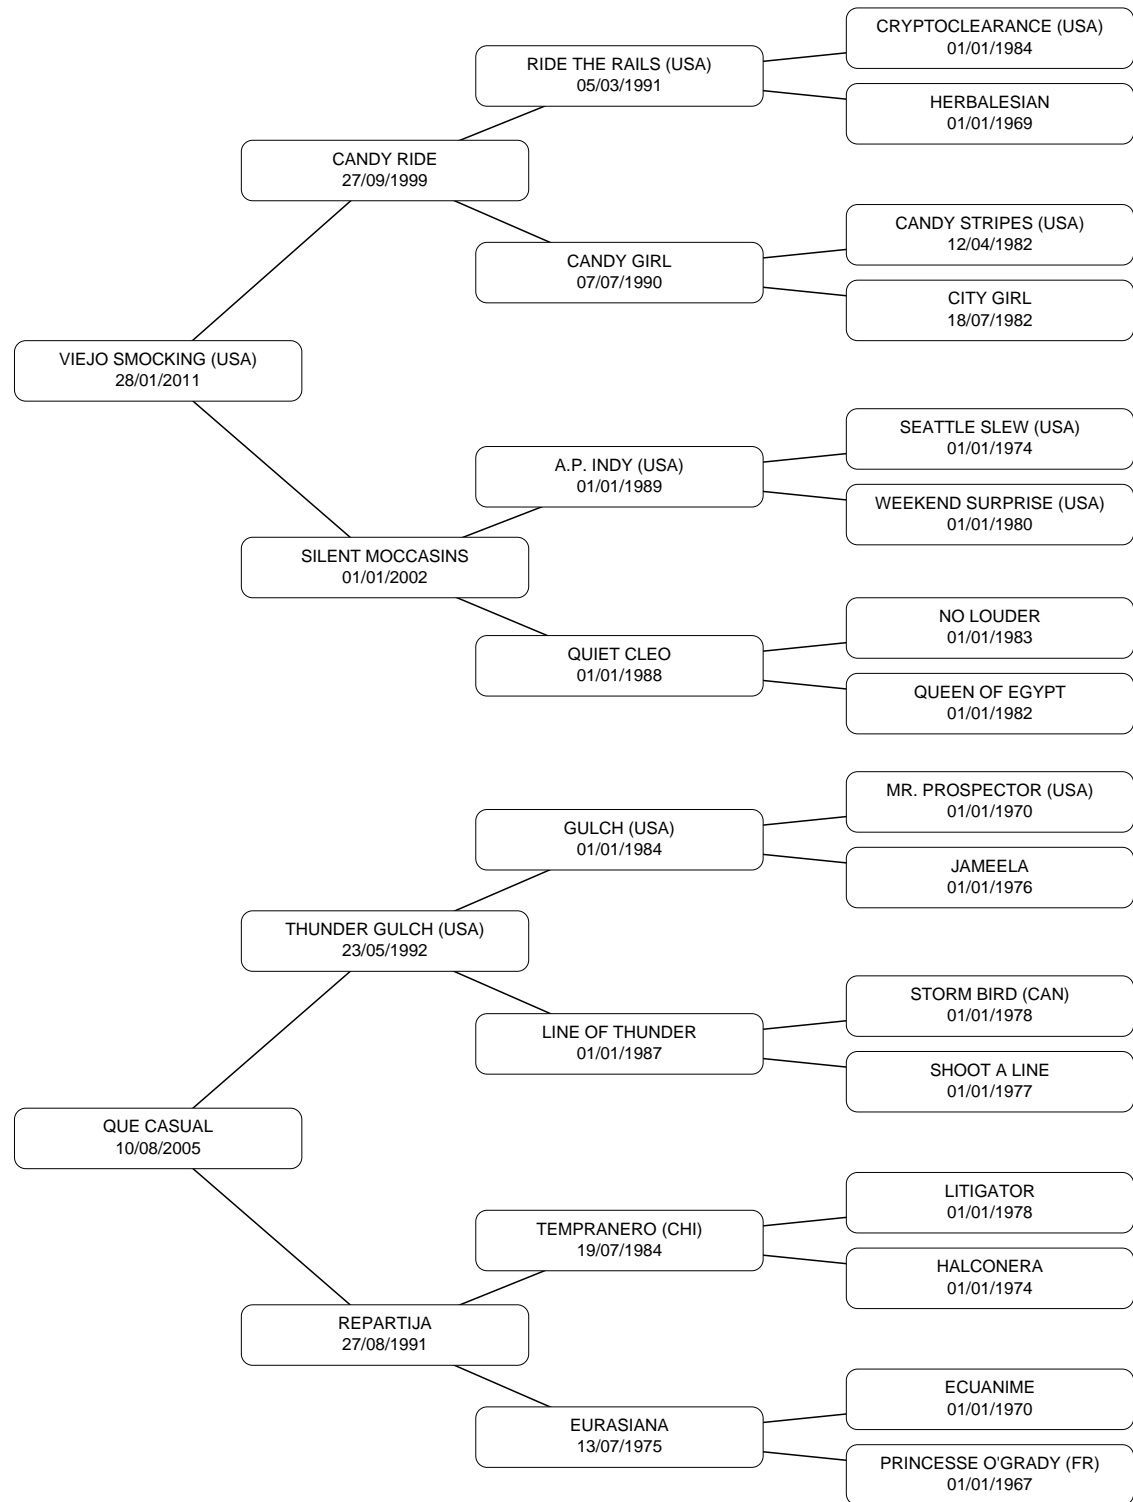 CRYPTOCLEARANCE (USA)
01/01/1984
RIDE THE RAILS (USA)
05/03/1991
HERBALESIAN
01/01/1969
CANDY RIDE
27/09/1999
CANDY STRIPES (USA)
12/04/1982
CANDY GIRL
07/07/1990
CITY GIRL
18/07/1982
VIEJO SMOCKING (USA)
28/01/2011
SEATTLE SLEW (USA)
01/01/1974
A.P. INDY (USA)
01/01/1989
WEEKEND SURPRISE (USA)
01/01/1980
SILENT MOCCASINS
01/01/2002
NO LOUDER
01/01/1983
QUIET CLEO
01/01/1988
QUEEN OF EGYPT
01/01/1982
MR. PROSPECTOR (USA)
01/01/1970
GULCH (USA)
01/01/1984
JAMEELA
01/01/1976
THUNDER GULCH (USA)
23/05/1992
STORM BIRD (CAN)
01/01/1978
LINE OF THUNDER
01/01/1987
SHOOT A LINE
01/01/1977
QUE CASUAL
10/08/2005
LITIGATOR
01/01/1978
TEMPRANERO (CHI)
19/07/1984
HALCONERA
01/01/1974
REPARTIJA
27/08/1991
ECUANIME
01/01/1970
EURASIANA
13/07/1975
PRINCESSE O'GRADY (FR)
01/01/1967